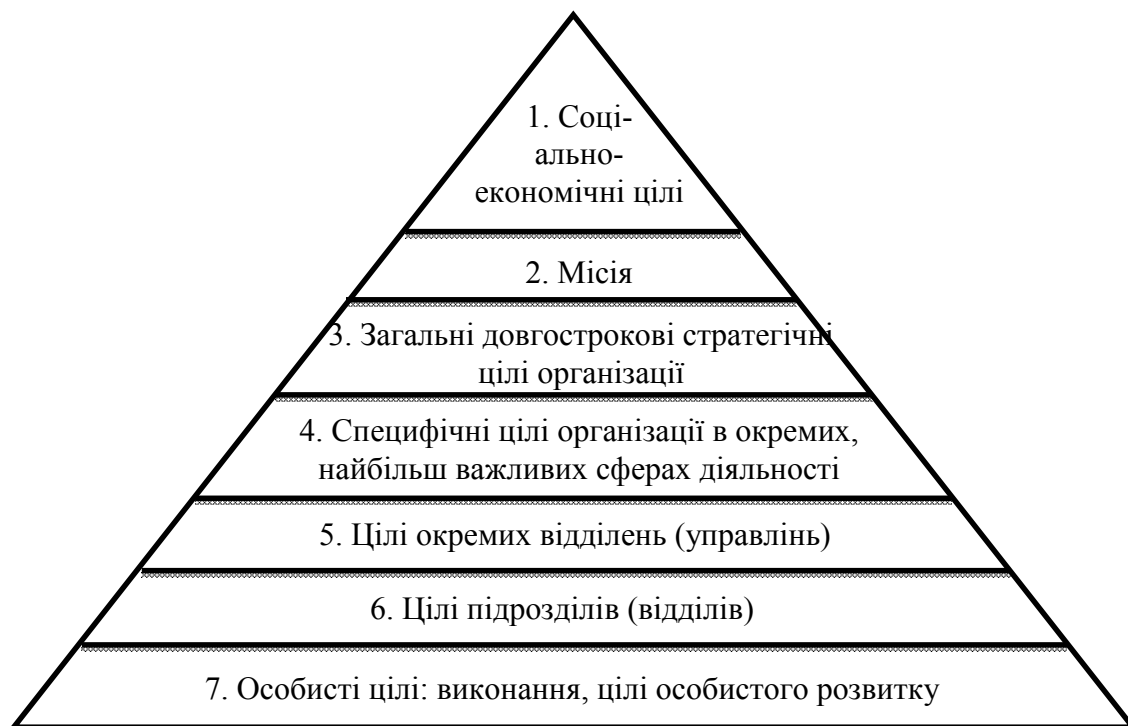 1. Соці-
ально-
економічні цілі
2. Місія
3. Загальні довгострокові стратегічні
цілі організації
4. Специфічні цілі організації в окремих,
найбільш важливих сферах діяльності
5. Цілі окремих відділень (управлінь)
6. Цілі підрозділів (відділів)
7. Особисті цілі: виконання, цілі особистого розвитку